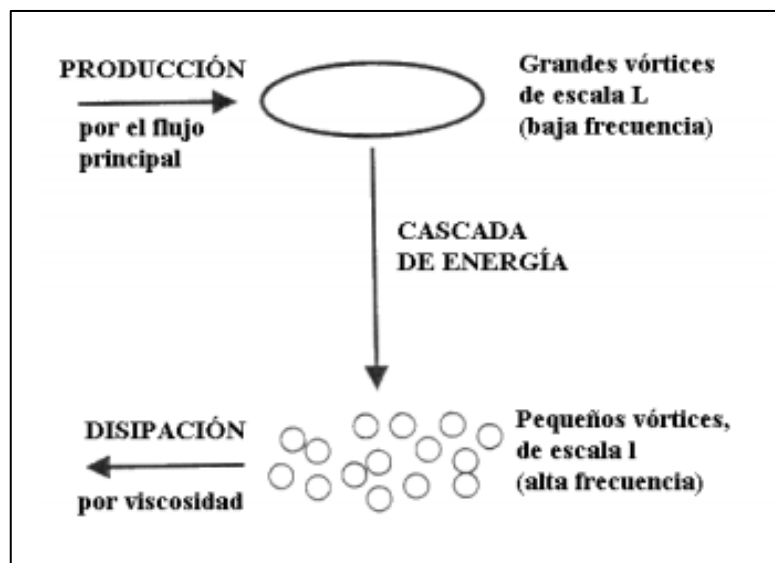 PRODUCCIÓN
por el flujo
principal
Grandes vórtices
de escala L
(baja frecuencia)
CASCADA
DE ENERGÍA
DISIPACIÓN
por viscosidad
Pequeños vórtices,
de escala l
(alta frecuencia)